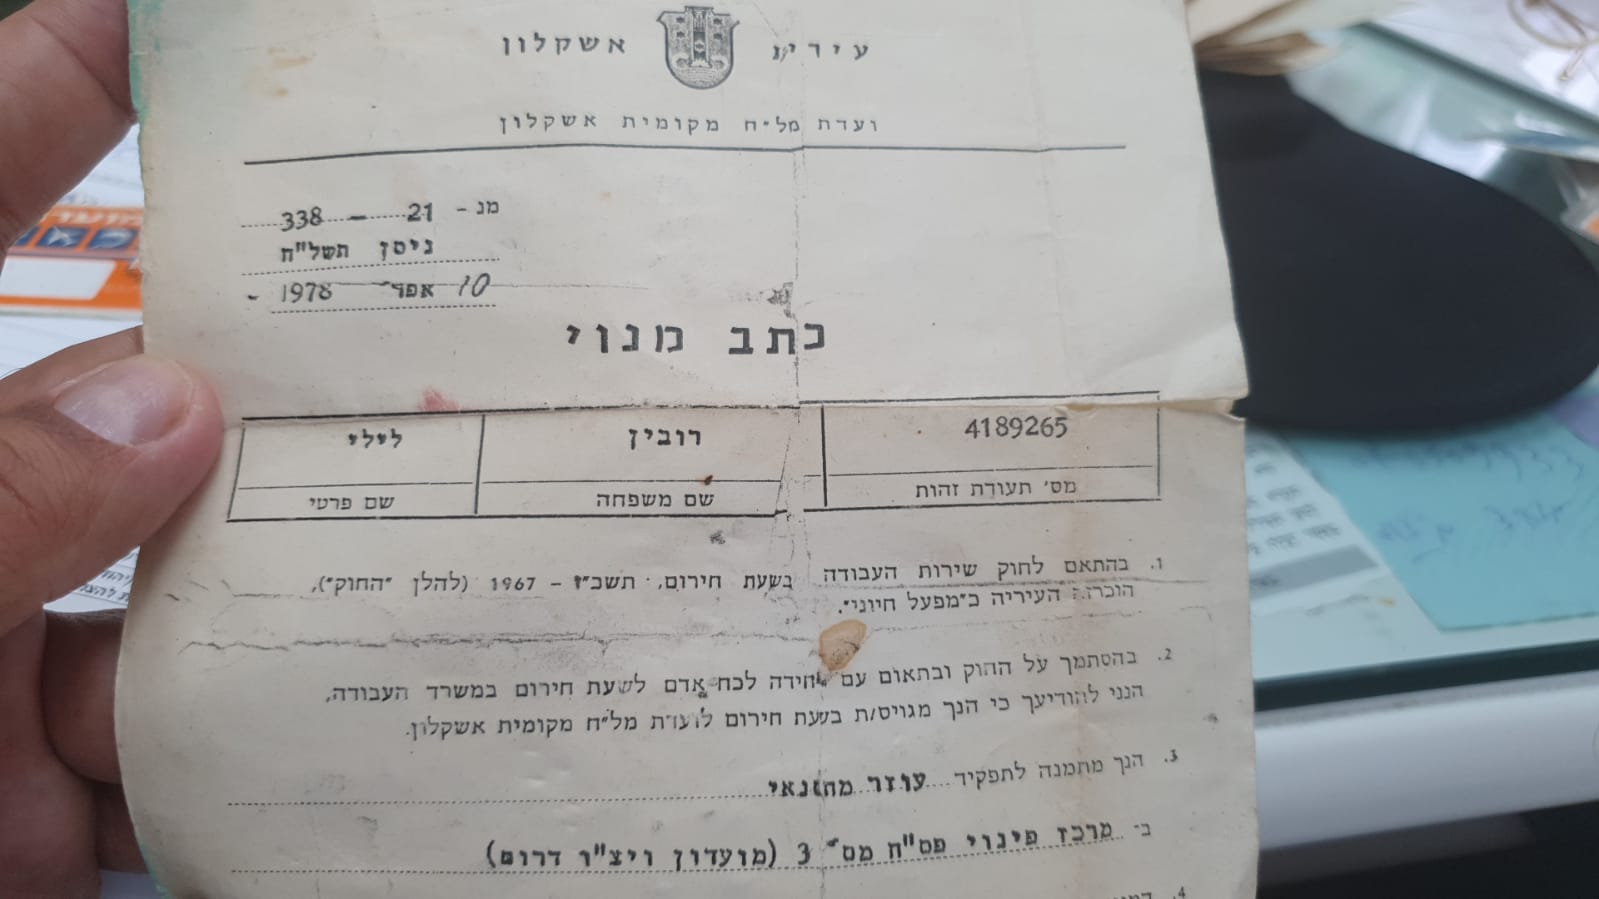 עירית אשקלון
ועדת מל"ח מקומית אשקלון
מנ - 21 - 338
ניסן תשל"ח
10 אפר' 1978 -
כתב מנוי
4189265 רובין לילי
מס' תעודת זהות שם משפחה שם פרטי
1. בהתאם לחוק שירות העבודה בשעת חירום, תשכ"ז - 1967 (להלן "החוק"),
הוכרזה העיריה כ"מפעל חיוני".
2. בהסתמך על החוק ובתאום עם יחידה לכח אדם לשעת חירום במשרד העבודה,
הנני להודיעך כי הנך מגוייס/ת בשעת חירום לועדת מל"ח מקומית אשקלון.
3. הנך מתמנה לתפקיד עוזר מחסנאי
ב- מרכז פינוי פס"ח מס' 3 (מועדון ויצ"ו דרום)
4.